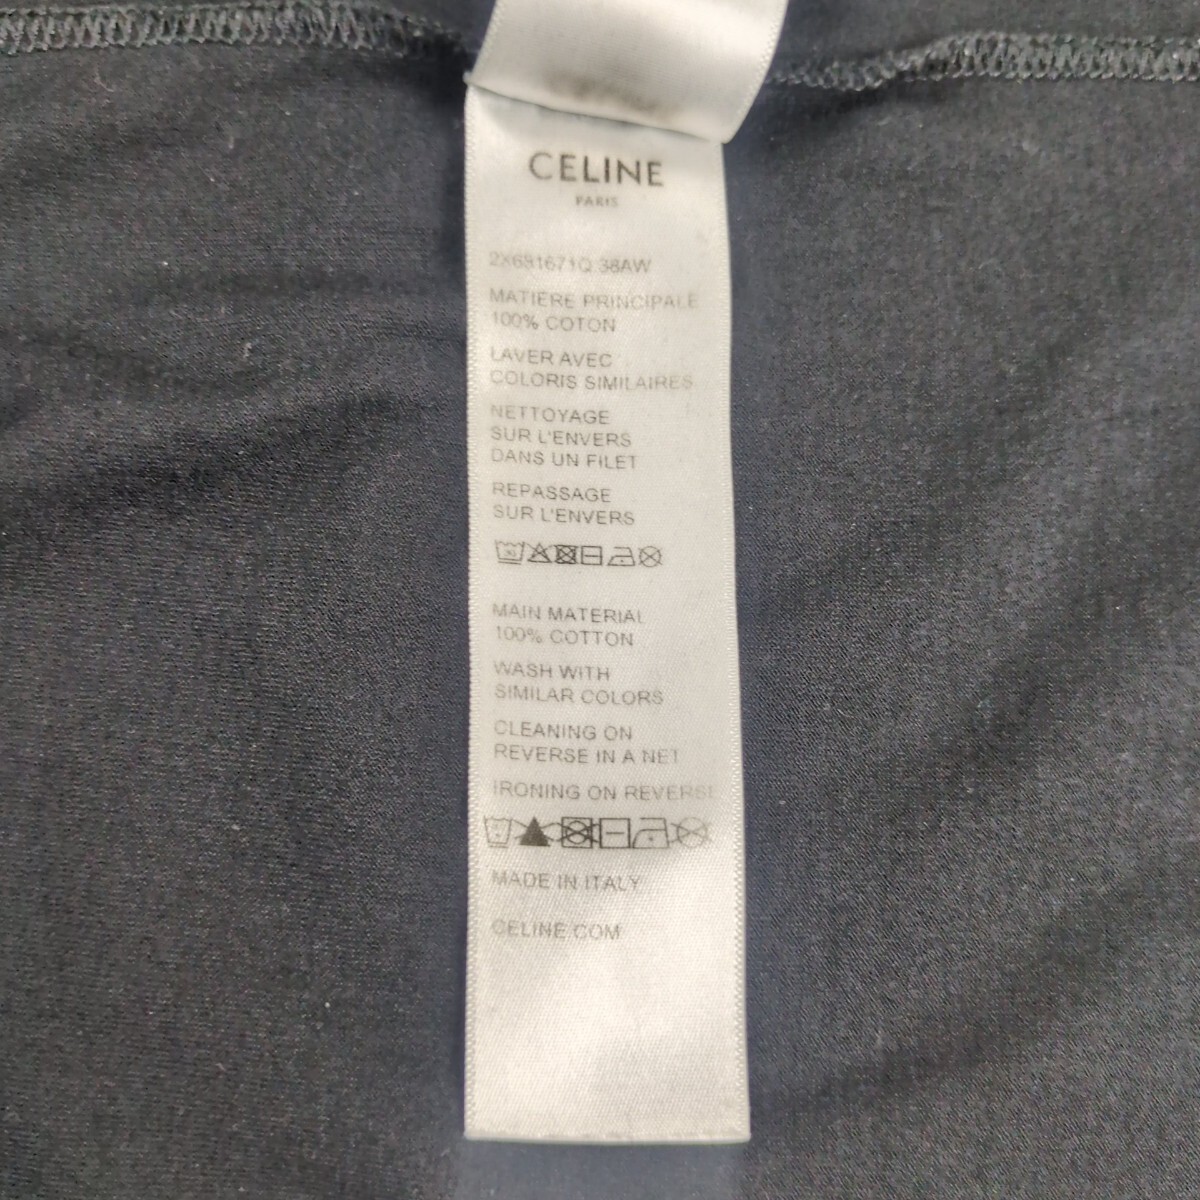 CELINE
PARIS
2X681671Q.38AW
MATIÈRE PRINCIPALE
100% COTON
LAVER AVEC
COLORIS SIMILAIRES
NETTOYAGE
SUR L'ENVERS
DANS UN FILET
REPASSAGE
SUR L'ENVERS
MAIN MATERIAL
100% COTTON
WASH WITH
SIMILAR COLORS
CLEANING ON
REVERSE IN A NET
IRONING ON REVERSE
MADE IN ITALY
CELINE.COM